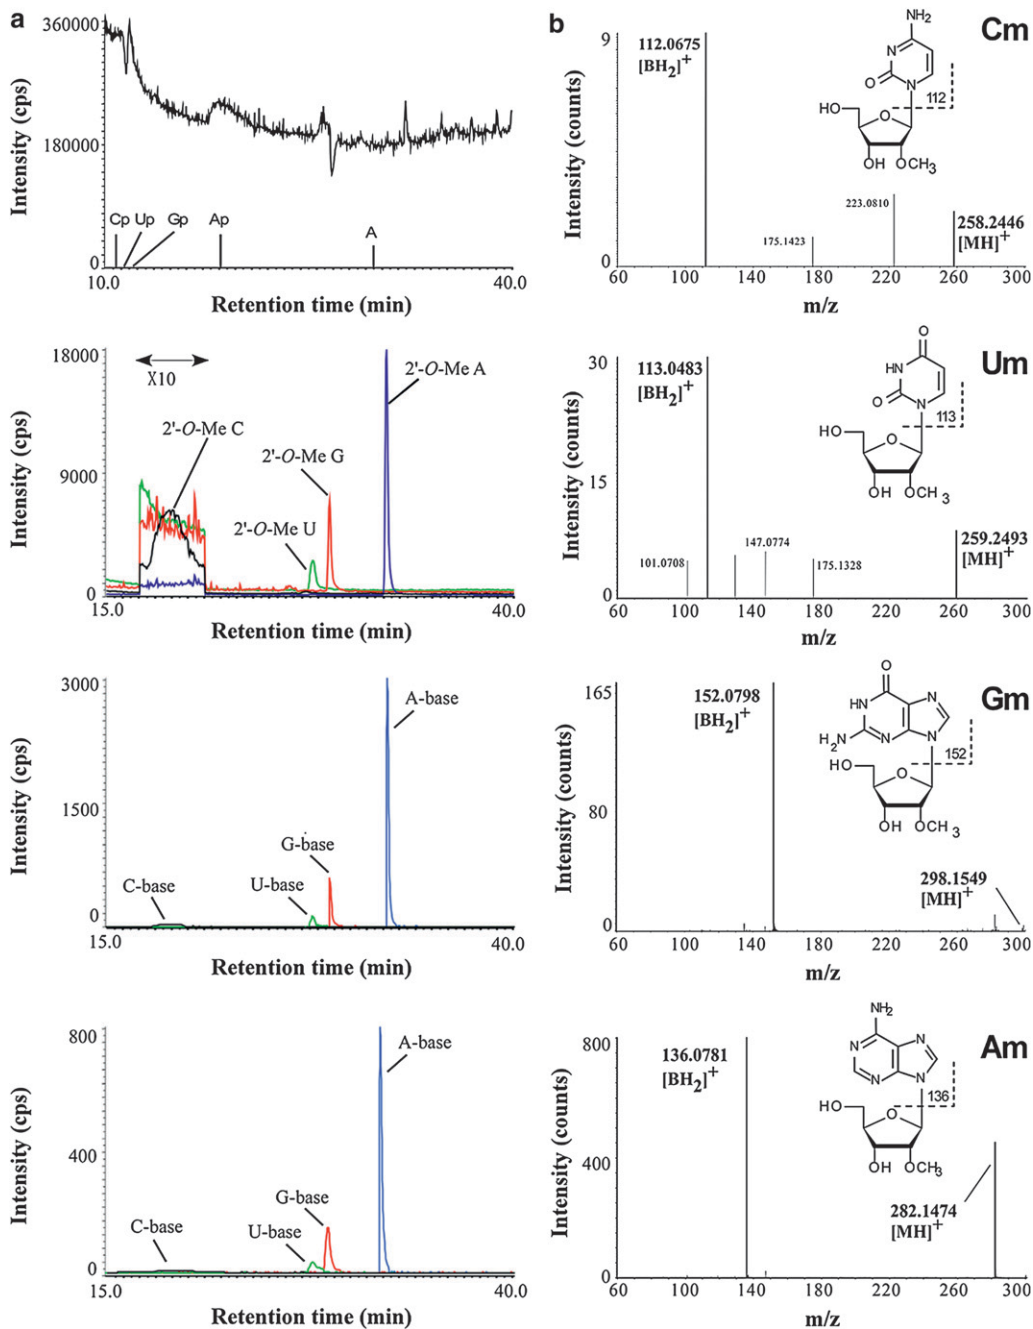 a
360000
180000
0
Intensity (cps)
Cp Up Gp Ap A
10.0 40.0
Retention time (min)
18000
9000
0
Intensity (cps)
X10
2'-O-Me C
2'-O-Me U
2'-O-Me G
2'-O-Me A
15.0 40.0
Retention time (min)
3000
1500
0
Intensity (cps)
C-base
U-base
G-base
A-base
15.0 40.0
Retention time (min)
800
400
0
Intensity (cps)
C-base
U-base
G-base
A-base
15.0 40.0
Retention time (min)
b
Cm
9
0
Intensity (counts)
112.0675
[BH2]+
175.1423
223.0810
258.2446
[MH]+
NH2
N
O N
112
HO O
OH OCH3
60 100 140 180 220 260 300
m/z
Um
30
15
0
Intensity (counts)
113.0483
[BH2]+
101.0708
147.0774
175.1328
259.2493
[MH]+
O
HN
O N
113
HO O
HO OCH3
60 100 140 180 220 260 300
m/z
Gm
165
80
0
Intensity (counts)
152.0798
[BH2]+
298.1549
[MH]+
O
HN N
H2N N N
152
HO O
OH OCH3
60 100 140 180 220 260 300
m/z
Am
800
400
0
Intensity (counts)
136.0781
[BH2]+
282.1474
[MH]+
NH2
N N
N N
136
HO O
OH OCH3
60 100 140 180 220 260 300
m/z